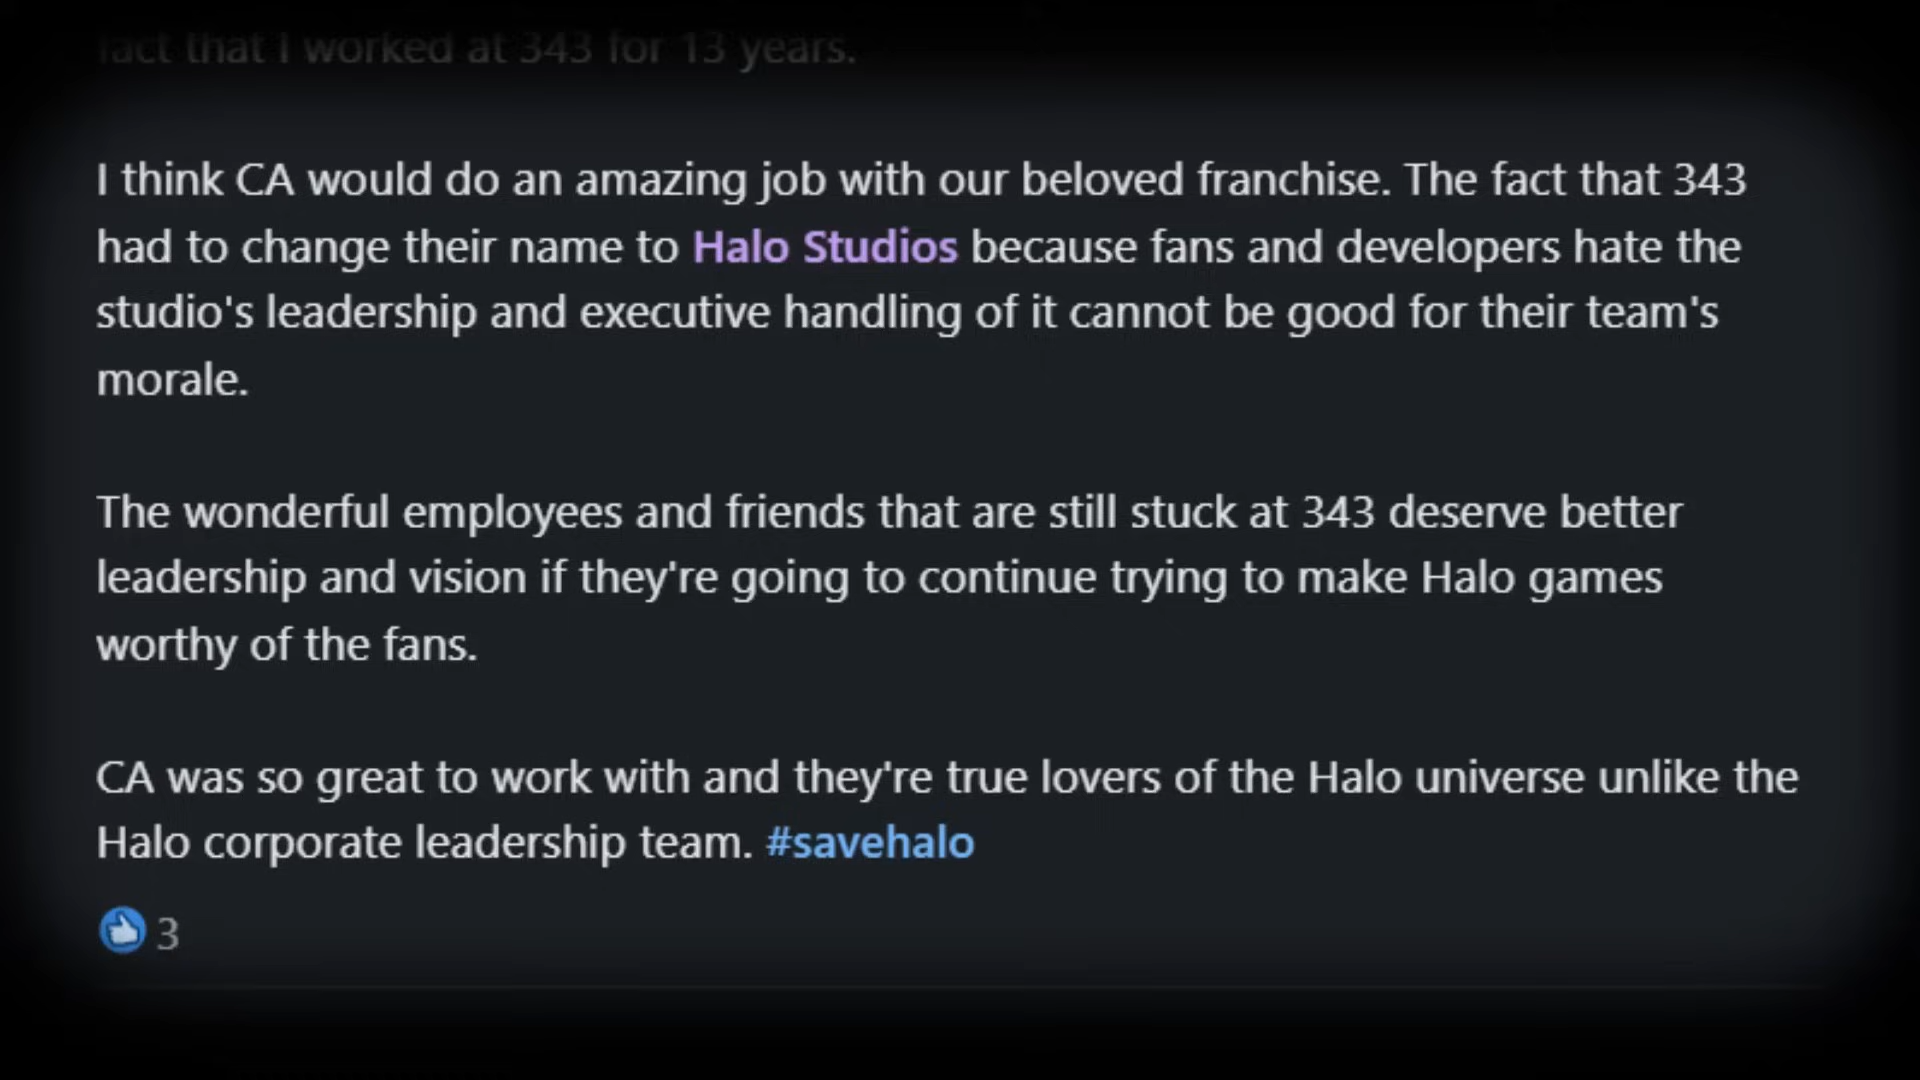 fact that I worked at 343 for 13 years.
I think CA would do an amazing job with our beloved franchise. The fact that 343
had to change their name to Halo Studios because fans and developers hate the
studio's leadership and executive handling of it cannot be good for their team's
morale.
The wonderful employees and friends that are still stuck at 343 deserve better
leadership and vision if they're going to continue trying to make Halo games
worthy of the fans.
CA was so great to work with and they're true lovers of the Halo universe unlike the
Halo corporate leadership team. #savehalo
3